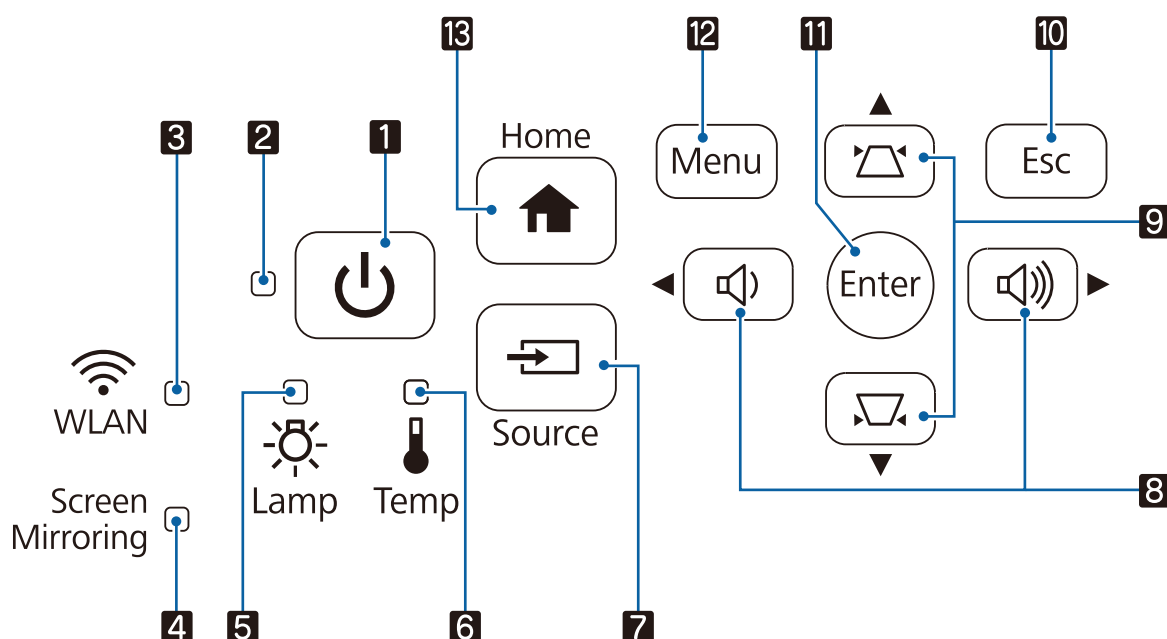 13
12
11
10
3
2
1
Home
Menu
Esc
9
Enter
WLAN
Source
8
Screen
Mirroring
Lamp
Temp
4
5
6
7